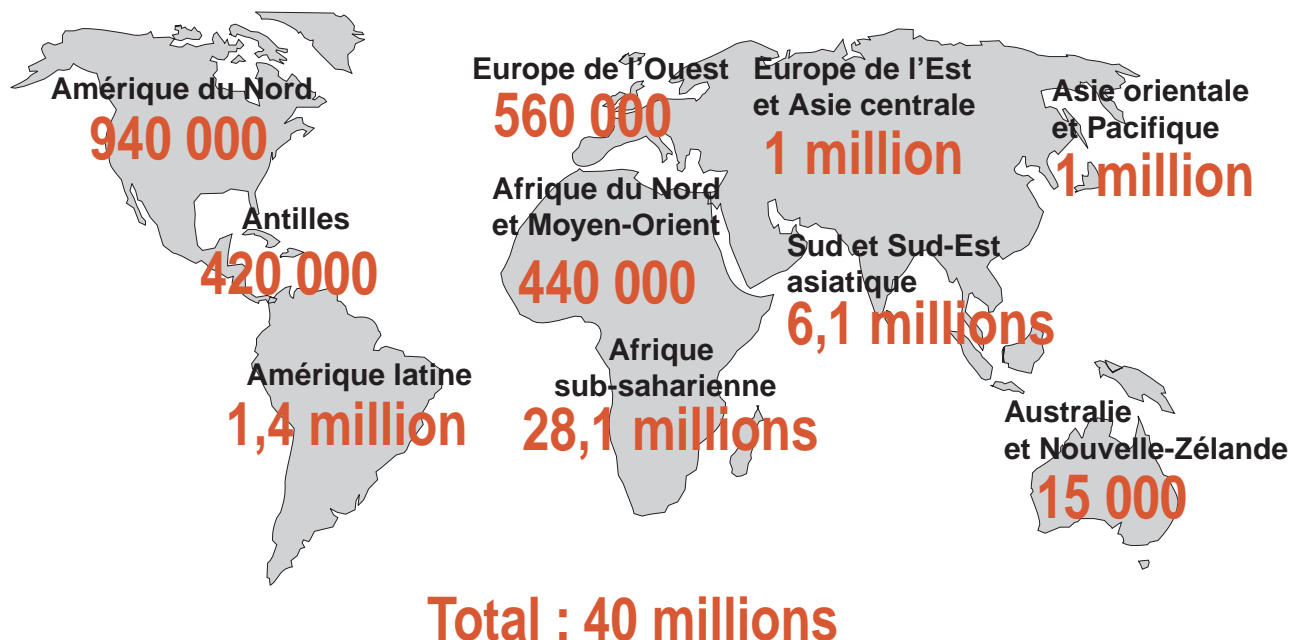 Amérique du Nord
940 000
Europe de l'Ouest
560 000
Europe de l'Est
et Asie centrale
1 million
Asie orientale
et Pacifique
1 million
Antilles
420 000
Afrique du Nord
et Moyen-Orient
440 000
Sud et Sud-Est
asiatique
6,1 millions
Amérique latine
1,4 million
Afrique
sub-saharienne
28,1 millions
Australie
et Nouvelle-Zélande
15 000
Total : 40 millions